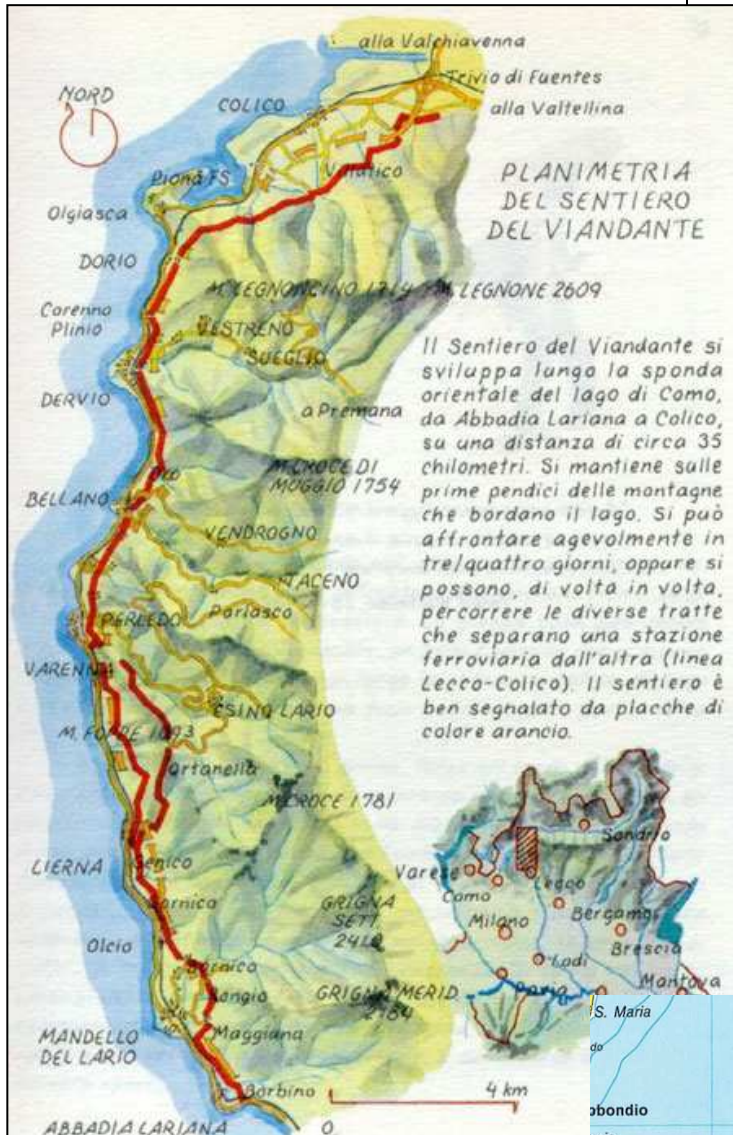 alla Valchiavenna
Trivio di Fuentes
NORD
COLICO
alla Valtellina
Piona FS
PLANIMETRIA
DEL SENTIERO
DEL VIANDANTE
Olgiasca
DORIO
M. LEGNONCINO 1714
M. LEGNONE 2609
Corenno
Plinio
VESTRENO
SUEGLIO
Il Sentiero del Viandante si
sviluppa lungo la sponda
orientale del lago di Como,
da Abbadia Lariana a Colico,
su una distanza di circa 35
chilometri. Si mantiene sulle
prime pendici delle montagne
che bordano il lago. Si può
affrontare agevolmente in
tre/quattro giorni, oppure si
possono, di volta in volta,
percorrere le diverse tratte
che separano una stazione
ferroviaria dall'altra (linea
Lecco-Colico). Il sentiero è
ben segnalato da placche di
colore arancio.
DERVIO
a Premana
M. CROCE DI
MUGGIO 1754
BELLANO
VENDROGNO
TACENO
Parlasco
PERLEDO
VARENNA
ESINO LARIO
Ortanella
M. CROCE 1781
LIERNA
Genico
Sornico
Olcio
GRIGNA
SETT.
Rongio
GRIGNA MERID.
2184
MANDELLO
DEL LARIO
Maggiana
Borbino
ABBADIA LARIANA
0
4 km
Sondrio
Varese
Como
Lecco
Bergamo
Milano
Brescia
Lodi
Pavia
Mantova
S. Maria
do
obondio